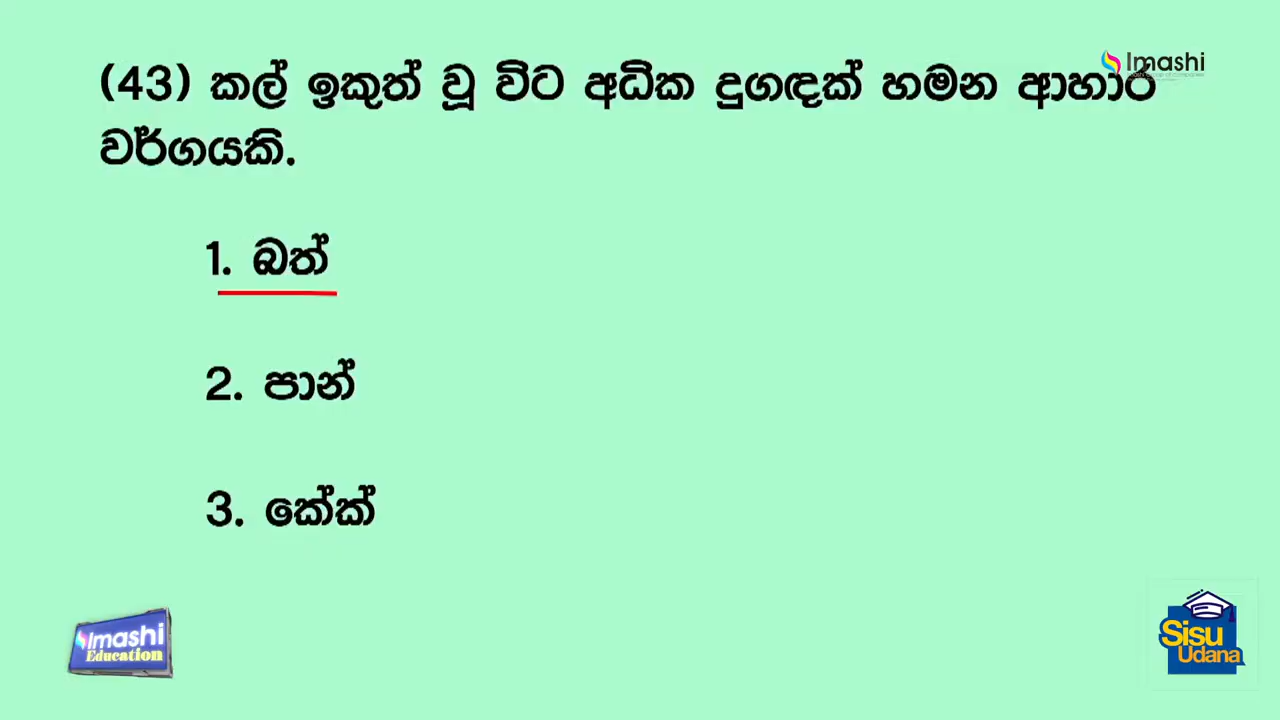 Imashi
(43) කල් ඉකුත් වූ විට අධික දුගඳක් හමන ආහාර
වර්ගයකි.
1. බත්
2. පාන්
3. කේක්
Imashi
Education
Sisu
Udana